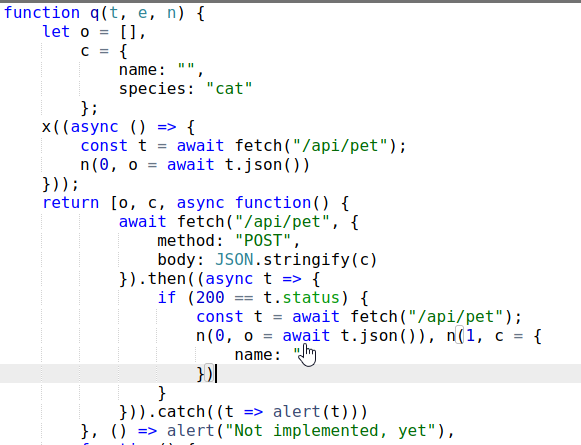 function q(t, e, n) {
let o = [],
c = {
name: "",
species: "cat"
};
x((async () => {
const t = await fetch("/api/pet");
n(0, o = await t.json())
}));
return [o, c, async function() {
await fetch("/api/pet", {
method: "POST",
body: JSON.stringify(c)
}).then((async t => {
if (200 == t.status) {
const t = await fetch("/api/pet");
n(0, o = await t.json()), n(1, c = {
name: "
})
}
})).catch((t => alert(t)))
}, () => alert("Not implemented, yet"),